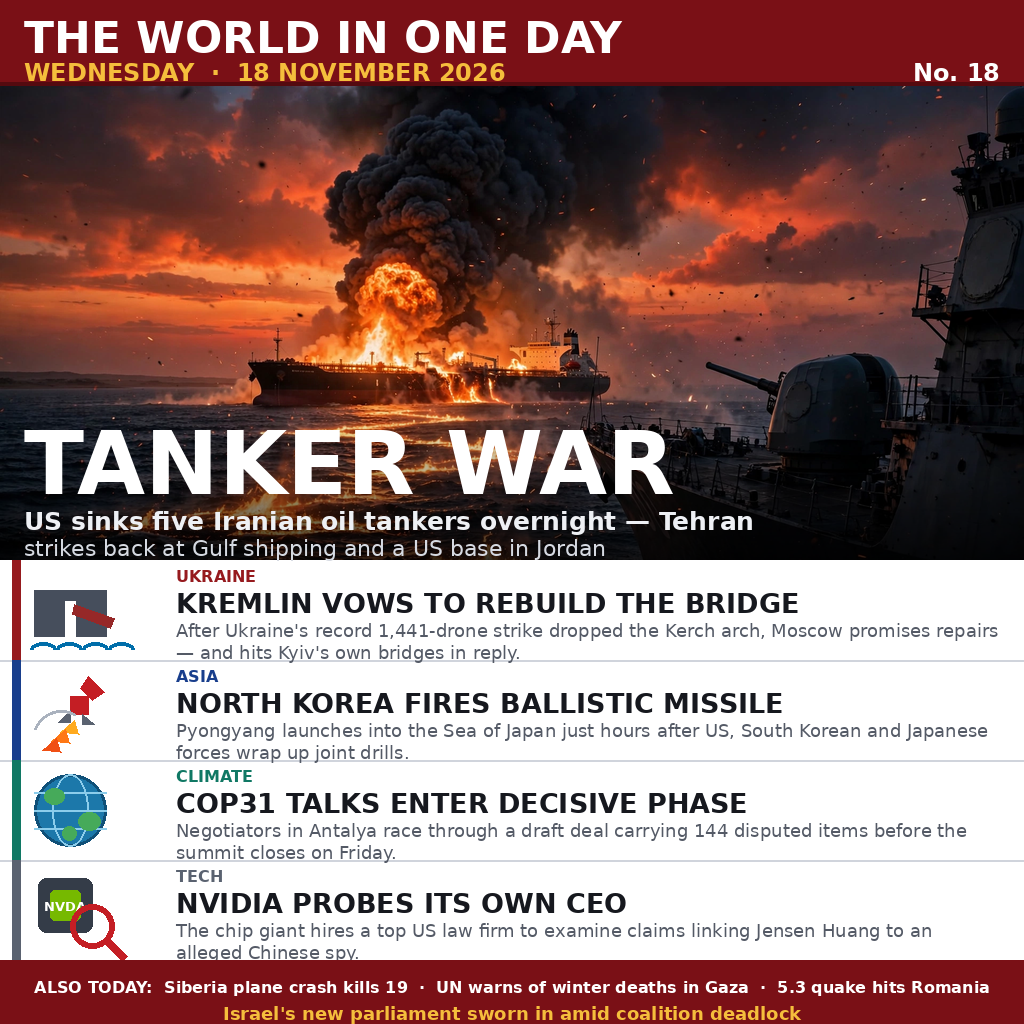 THE WORLD IN ONE DAY
WEDNESDAY · 18 NOVEMBER 2026
No. 18
TANKER WAR
US sinks five Iranian oil tankers overnight — Tehran
strikes back at Gulf shipping and a US base in Jordan
UKRAINE
KREMLIN VOWS TO REBUILD THE BRIDGE
After Ukraine's record 1,441-drone strike dropped the Kerch arch, Moscow promises repairs
— and hits Kyiv's own bridges in reply.
ASIA
NORTH KOREA FIRES BALLISTIC MISSILE
Pyongyang launches into the Sea of Japan just hours after US, South Korean and Japanese
forces wrap up joint drills.
CLIMATE
COP31 TALKS ENTER DECISIVE PHASE
Negotiators in Antalya race through a draft deal carrying 144 disputed items before the
summit closes on Friday.
NVDA
TECH
NVIDIA PROBES ITS OWN CEO
The chip giant hires a top US law firm to examine claims linking Jensen Huang to an
alleged Chinese spy.
ALSO TODAY: Siberia plane crash kills 19 · UN warns of winter deaths in Gaza · 5.3 quake hits Romania
Israel's new parliament sworn in amid coalition deadlock